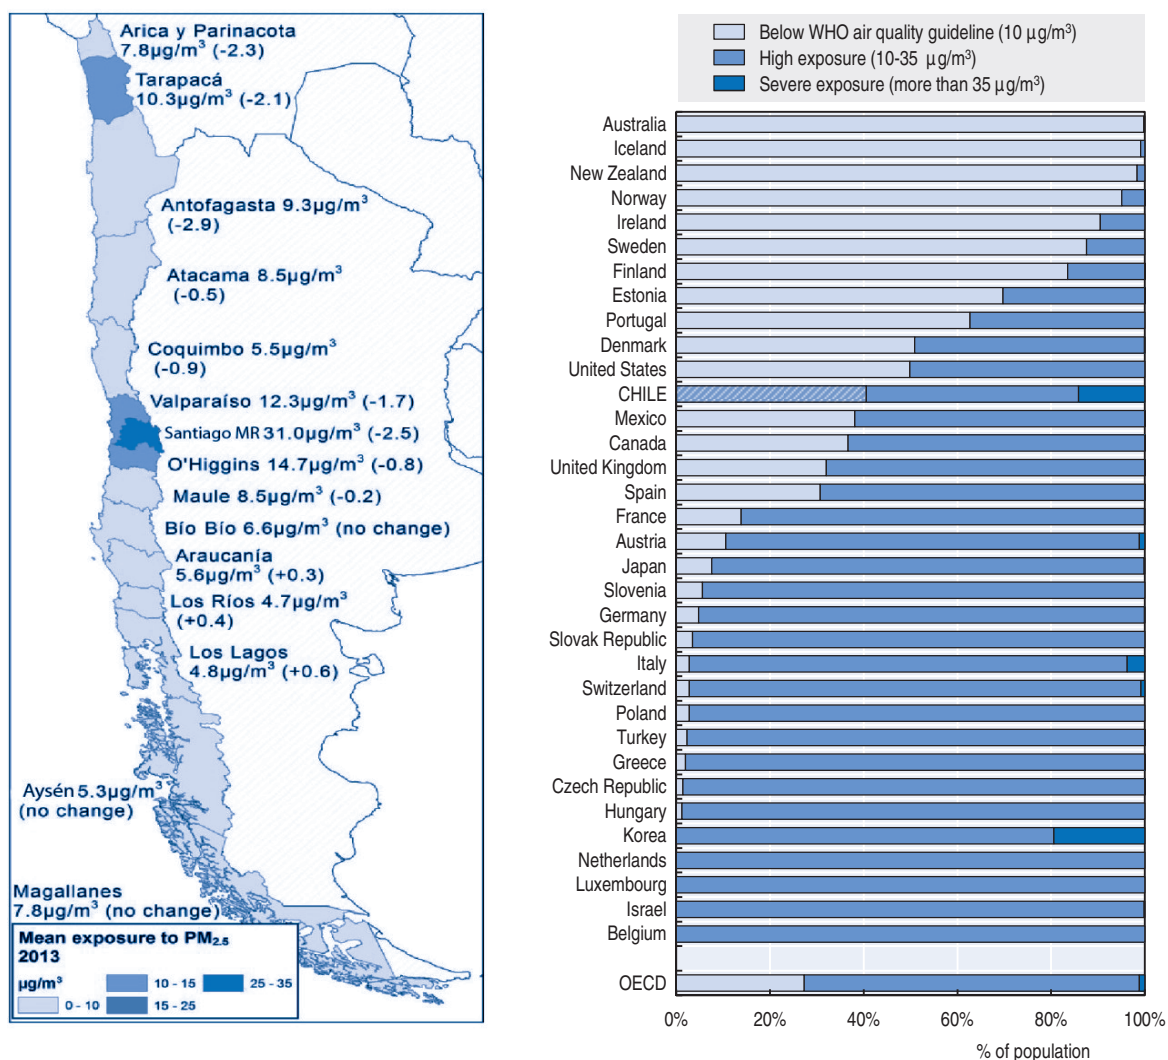 Arica y Parinacota
7.8µg/m³ (-2.3)
Tarapacá
10.3µg/m³ (-2.1)
Antofagasta 9.3µg/m³
(-2.9)
Atacama 8.5µg/m³
(-0.5)
Coquimbo 5.5µg/m³
(-0.9)
Valparaíso 12.3µg/m³ (-1.7)
Santiago MR 31.0µg/m³ (-2.5)
O'Higgins 14.7µg/m³ (-0.8)
Maule 8.5µg/m³ (-0.2)
Bío Bío 6.6µg/m³ (no change)
Araucanía
5.6µg/m³ (+0.3)
Los Ríos 4.7µg/m³
(+0.4)
Los Lagos
4.8µg/m³ (+0.6)
Aysén 5.3µg/m³
(no change)
Magallanes
7.8µg/m³ (no change)
Mean exposure to PM₂.₅
2013
µg/m³
10 - 15
25 - 35
0 - 10
15 - 25
Below WHO air quality guideline (10 µg/m³)
High exposure (10-35 µg/m³)
Severe exposure (more than 35 µg/m³)
Australia
Iceland
New Zealand
Norway
Ireland
Sweden
Finland
Estonia
Portugal
Denmark
United States
CHILE
Mexico
Canada
United Kingdom
Spain
France
Austria
Japan
Slovenia
Germany
Slovak Republic
Italy
Switzerland
Poland
Turkey
Greece
Czech Republic
Hungary
Korea
Netherlands
Luxembourg
Israel
Belgium
OECD
0%
20%
40%
60%
80%
100%
% of population